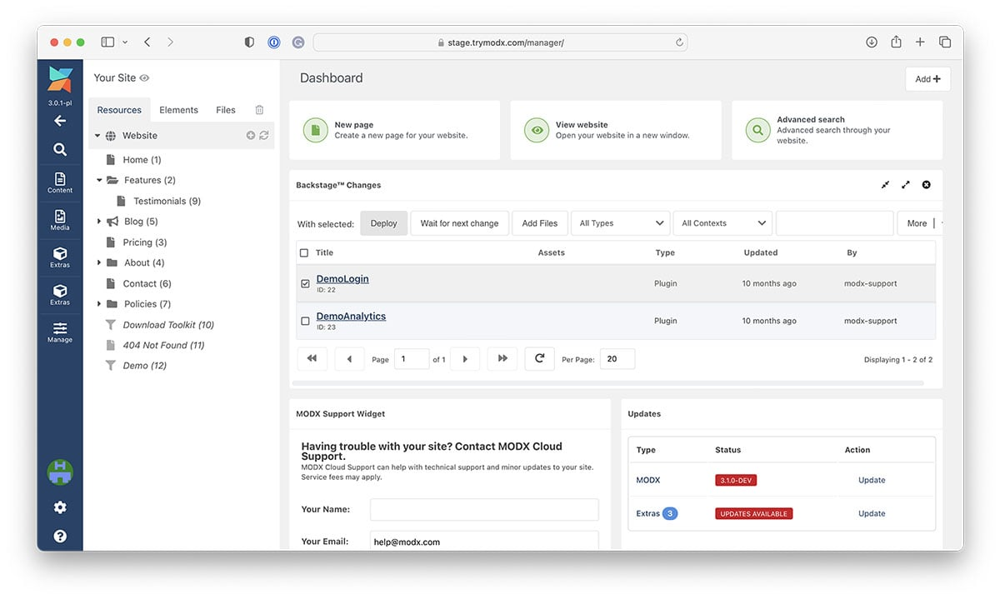 stage.trymodx.com/manager/
3.0.1-pl
Content
Media
Extras
Extras
Manage
Your Site
Resources Elements Files
Website
Home (1)
Features (2)
Testimonials (9)
Blog (5)
Pricing (3)
About (4)
Contact (6)
Policies (7)
Download Toolkit (10)
404 Not Found (11)
Demo (12)
Dashboard
Add
New page
Create a new page for your website.
View website
Open your website in a new window.
Advanced search
Advanced search through your
website.
Backstage™ Changes
With selected: Deploy Wait for next change Add Files All Types All Contexts More
Title Assets Type Updated By
DemoLogin Plugin 10 months ago modx-support
ID: 22
DemoAnalytics Plugin 10 months ago modx-support
ID: 23
Page 1 of 1 Per Page: 20 Displaying 1 - 2 of 2
MODX Support Widget
Having trouble with your site? Contact MODX Cloud
Support.
MODX Cloud Support can help with technical support and minor updates to your site.
Service fees may apply.
Your Name:
Your Email: help@modx.com
Updates
Type Status Action
MODX 3.1.0-DEV Update
Extras 3 UPDATES AVAILABLE Update